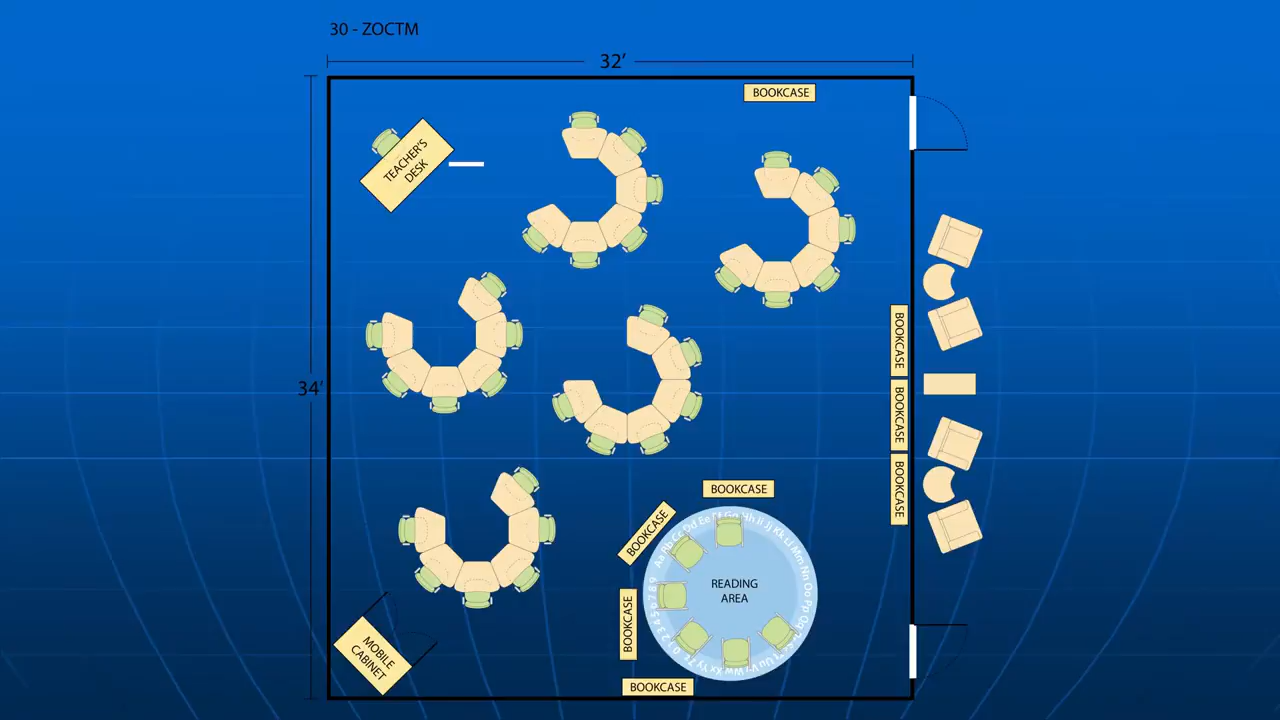 30 - ZOCTM
32’
BOOKCASE
TEACHER'S
DESK
BOOKCASE
34’
BOOKCASE
BOOKCASE
BOOKCASE
BOOKCASE
READING
AREA
BOOKCASE
MOBILE
CABINET
BOOKCASE